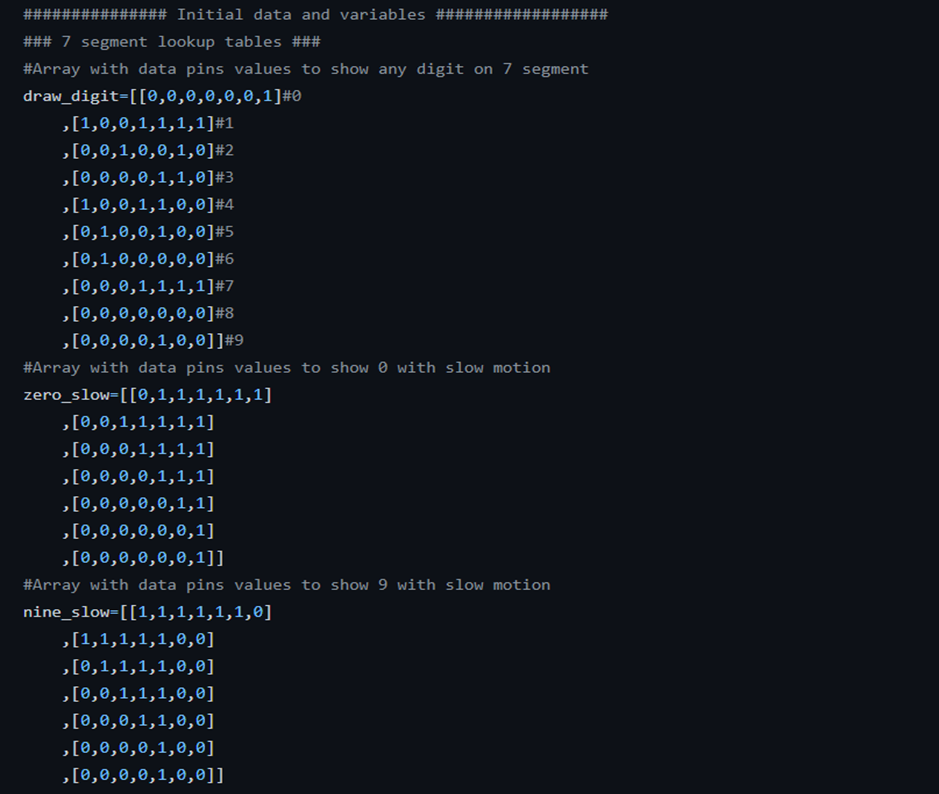 ############### Initial data and variables ##################
### 7 segment lookup tables ###
#Array with data pins values to show any digit on 7 segment
draw_digit=[[0,0,0,0,0,0,1]#0
    ,[1,0,0,1,1,1,1]#1
    ,[0,0,1,0,0,1,0]#2
    ,[0,0,0,0,1,1,0]#3
    ,[1,0,0,1,1,0,0]#4
    ,[0,1,0,0,1,0,0]#5
    ,[0,1,0,0,0,0,0]#6
    ,[0,0,0,1,1,1,1]#7
    ,[0,0,0,0,0,0,0]#8
    ,[0,0,0,0,1,0,0]]#9
#Array with data pins values to show 0 with slow motion
zero_slow=[[0,1,1,1,1,1,1]
    ,[0,0,1,1,1,1,1]
    ,[0,0,0,1,1,1,1]
    ,[0,0,0,0,1,1,1]
    ,[0,0,0,0,0,1,1]
    ,[0,0,0,0,0,0,1]
    ,[0,0,0,0,0,0,1]]
#Array with data pins values to show 9 with slow motion
nine_slow=[[1,1,1,1,1,1,0]
    ,[1,1,1,1,1,0,0]
    ,[0,1,1,1,1,0,0]
    ,[0,0,1,1,1,0,0]
    ,[0,0,0,1,1,0,0]
    ,[0,0,0,0,1,0,0]
    ,[0,0,0,0,1,0,0]]